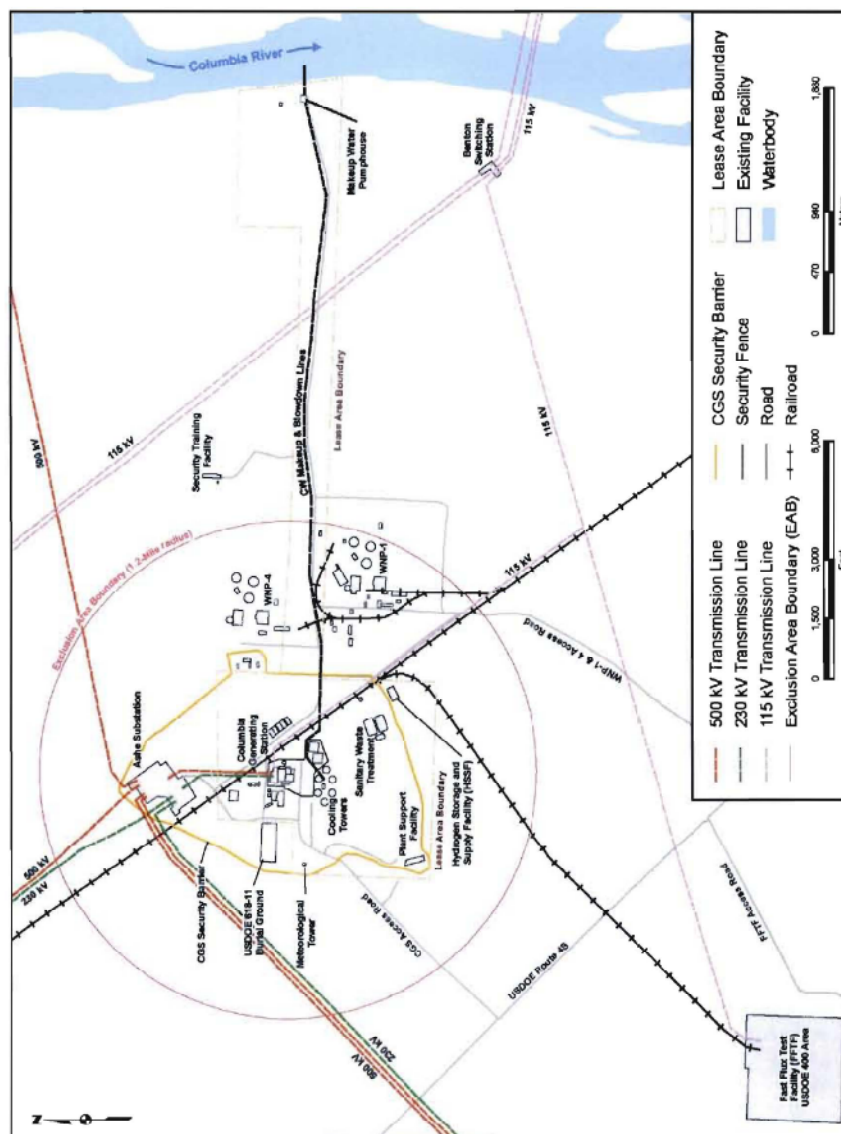 Columbia River
500 kV
115 kV
Makeup Water
Pumphouse
Benton
Switching
Station
115 kV
Security Training
Facility
CW Makeup & Blowdown Lines
Lease Area Boundary
115 kV
Exclusion Area Boundary (1.2-Mile radius)
WNP-4
WNP-1
115 kV
WNP-1 & 4 Access Road
Ashe Substation
Columbia
Generating
Station
Cooling
Towers
Sanitary Waste
Treatment
Hydrogen Storage and
Supply Facility (HSSF)
Plant Support
Facility
Lease Area Boundary
500 kV
230 kV
CGS Security Barrier
USDOE 618-11
Burial Ground
Meteorological
Tower
CGS Access Road
USDOE Route 4S
FFTF Access Road
500 kV
230 kV
Fast Flux Test
Facility (FFTF)
USDOE 400 Area
N
500 kV Transmission Line
230 kV Transmission Line
115 kV Transmission Line
Exclusion Area Boundary (EAB)
CGS Security Barrier
Security Fence
Road
Railroad
Lease Area Boundary
Existing Facility
Waterbody
0 1,500 3,000 6,000
Feet
0 470 940 1,880
Meters